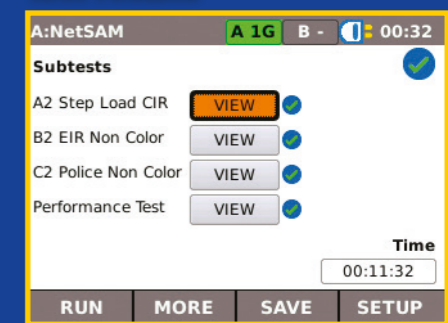 A:NetSAM A 1G B - 00:32
Subtests
A2 Step Load CIR VIEW
B2 EIR Non Color VIEW
C2 Police Non Color VIEW
Performance Test VIEW
Time
00:11:32
RUN MORE SAVE SETUP